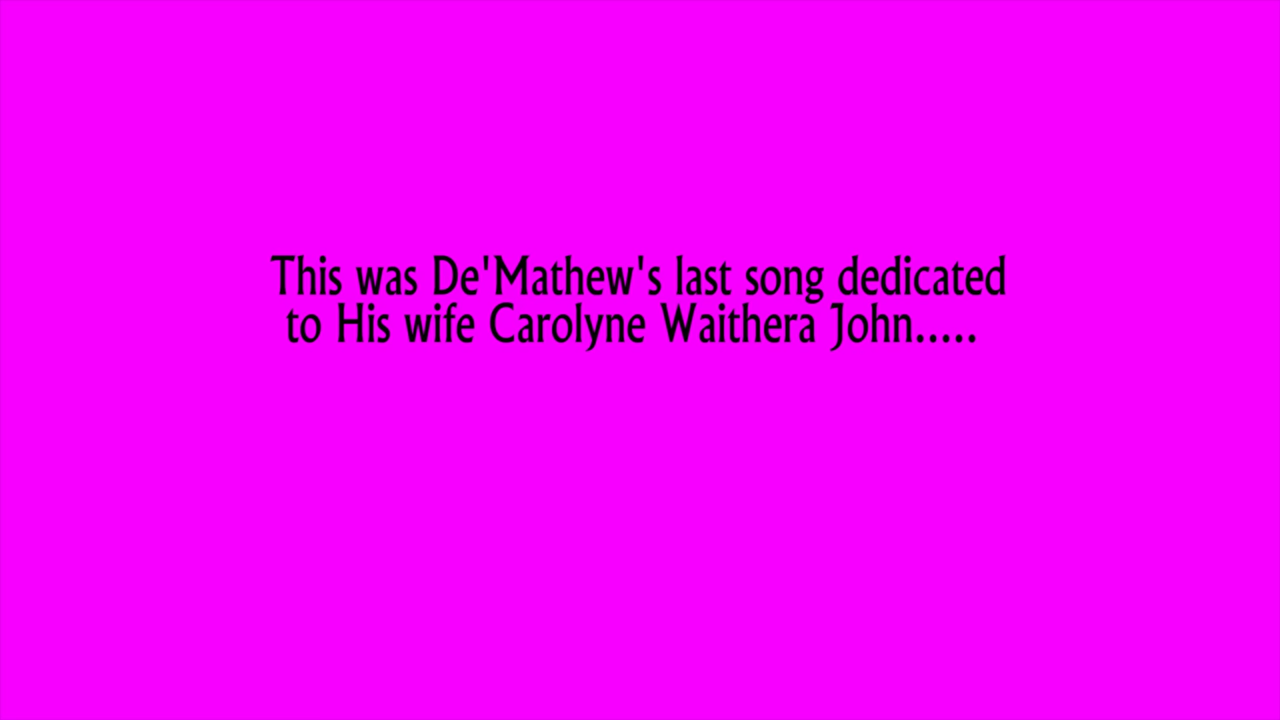 This was De'Mathew's last song dedicated
to His wife Carolyne Waithera John.....